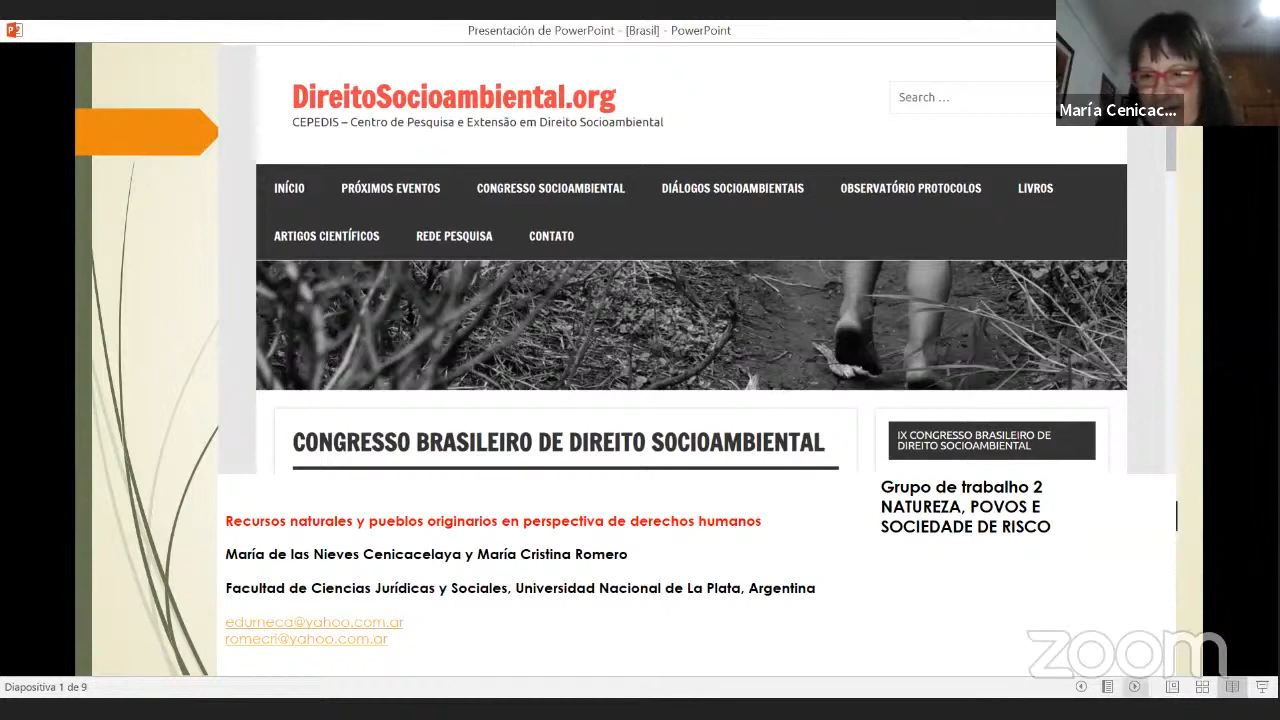 Presentación de PowerPoint - [Brasil] - PowerPoint
DireitoSocioambiental.org
CEPEDIS – Centro de Pesquisa e Extensão em Direito Socioambiental
Search …
María Cenicac...
INÍCIO PRÓXIMOS EVENTOS CONGRESSO SOCIOAMBIENTAL DIÁLOGOS SOCIOAMBIENTAIS OBSERVATÓRIO PROTOCOLOS LIVROS
ARTIGOS CIENTÍFICOS REDE PESQUISA CONTATO
CONGRESSO BRASILEIRO DE DIREITO SOCIOAMBIENTAL
IX CONGRESSO BRASILEIRO DE
DIREITO SOCIOAMBIENTAL
Grupo de trabalho 2
NATUREZA, POVOS E
SOCIEDADE DE RISCO
Recursos naturales y pueblos originarios en perspectiva de derechos humanos
María de las Nieves Cenicacelaya y María Cristina Romero
Facultad de Ciencias Jurídicas y Sociales, Universidad Nacional de La Plata, Argentina
edumeca@yahoo.com.ar
romecri@yahoo.com.ar
zoom
Diapositiva 1 de 9